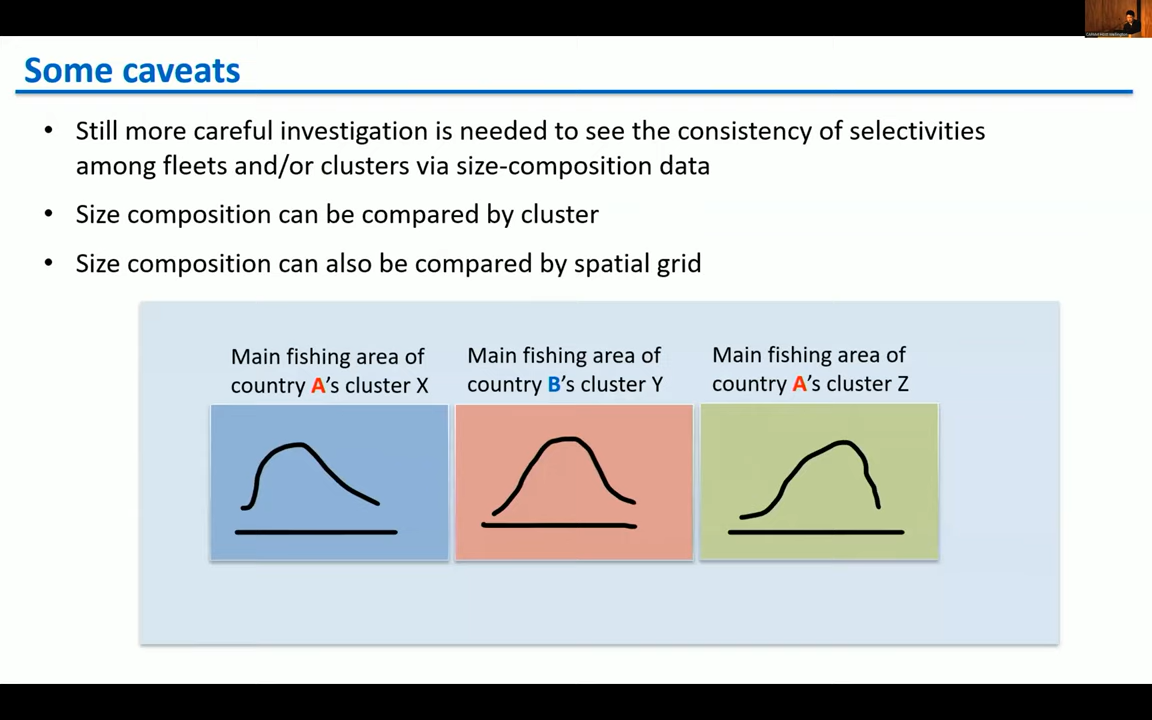 Some caveats
• Still more careful investigation is needed to see the consistency of selectivities
among fleets and/or clusters via size-composition data
• Size composition can be compared by cluster
• Size composition can also be compared by spatial grid
Main fishing area of
country A's cluster X
Main fishing area of
country B's cluster Y
Main fishing area of
country A's cluster Z